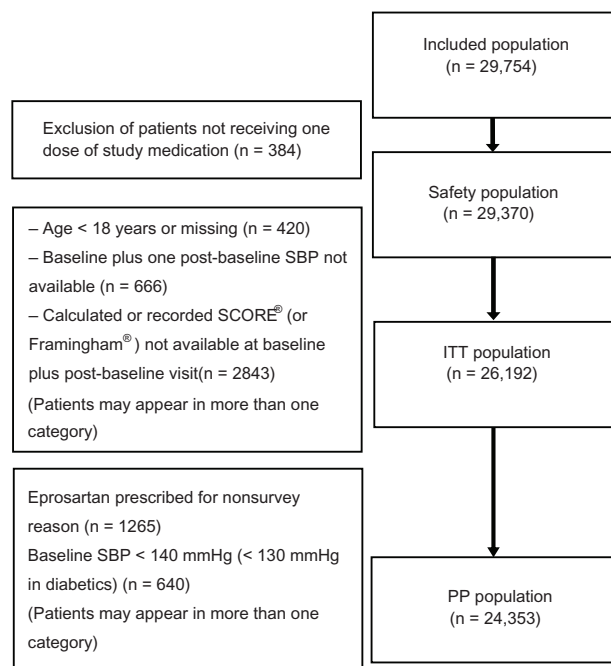 Included population
(n = 29,754)
Exclusion of patients not receiving one
dose of study medication (n = 384)
Safety population
(n = 29,370)
– Age < 18 years or missing (n = 420)
– Baseline plus one post-baseline SBP not
available (n = 666)
– Calculated or recorded SCORE® (or
Framingham®) not available at baseline
plus post-baseline visit(n = 2843)
(Patients may appear in more than one
category)
ITT population
(n = 26,192)
Eprosartan prescribed for nonsurvey
reason (n = 1265)
Baseline SBP < 140 mmHg (< 130 mmHg
in diabetics) (n = 640)
(Patients may appear in more than one
category)
PP population
(n = 24,353)